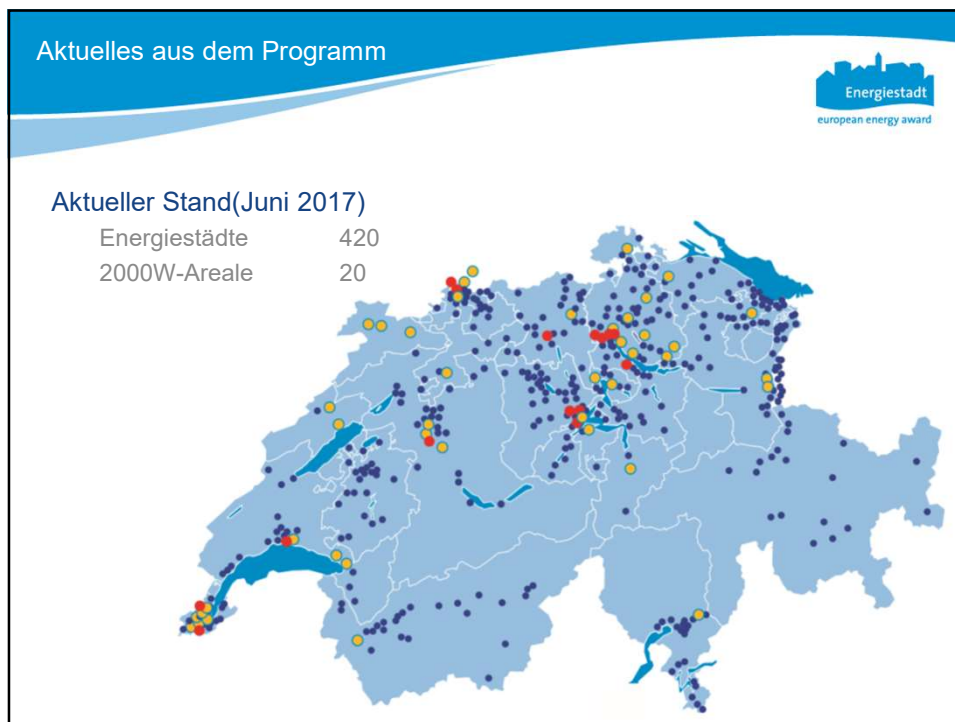 Aktuelles aus dem Programm
Energiestadt
european energy award
Aktueller Stand(Juni 2017)
Energiestädte 420
2000W-Areale 20